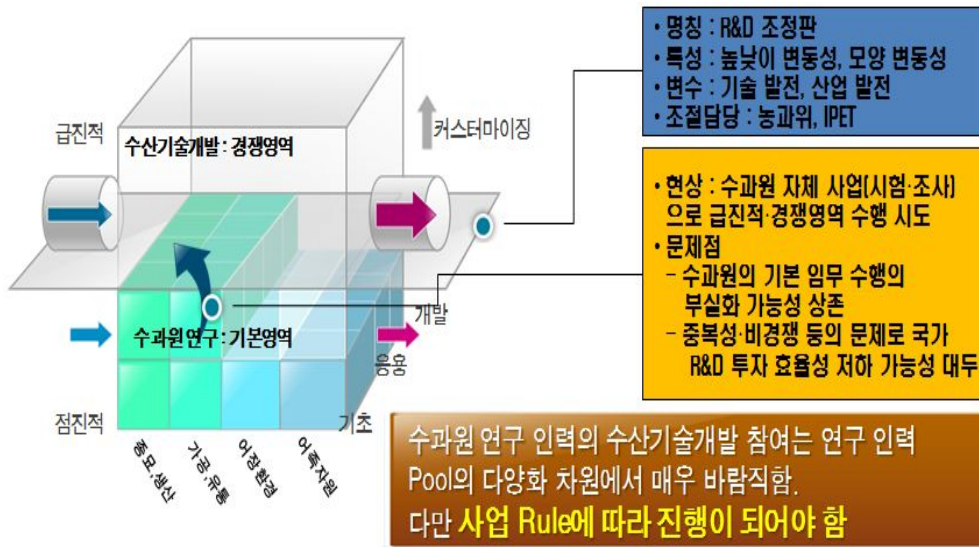 • 명칭 : R&D 조정판
• 특성 : 높낮이 변동성, 모양 변동성
• 변수 : 기술 발전, 산업 발전
• 조절담당 : 농과위, IPET
급진적
수산기술개발 : 경쟁영역
커스터마이징
• 현상 : 수과원 자체 사업(시험·조사)
으로 급진적·경쟁영역 수행 시도
• 문제점
– 수과원의 기본 임무 수행의
부실화 가능성 상존
– 중복성·비경쟁 등의 문제로 국가
R&D 투자 효율성 저하 가능성 대두
수과원 연구 : 기본영역
개발
응용
기초
점진적
종묘,생산
가공,유통
어장환경
어족자원
수과원 연구 인력의 수산기술개발 참여는 연구 인력
Pool의 다양화 차원에서 매우 바람직함.
다만 사업 Rule에 따라 진행이 되어야 함